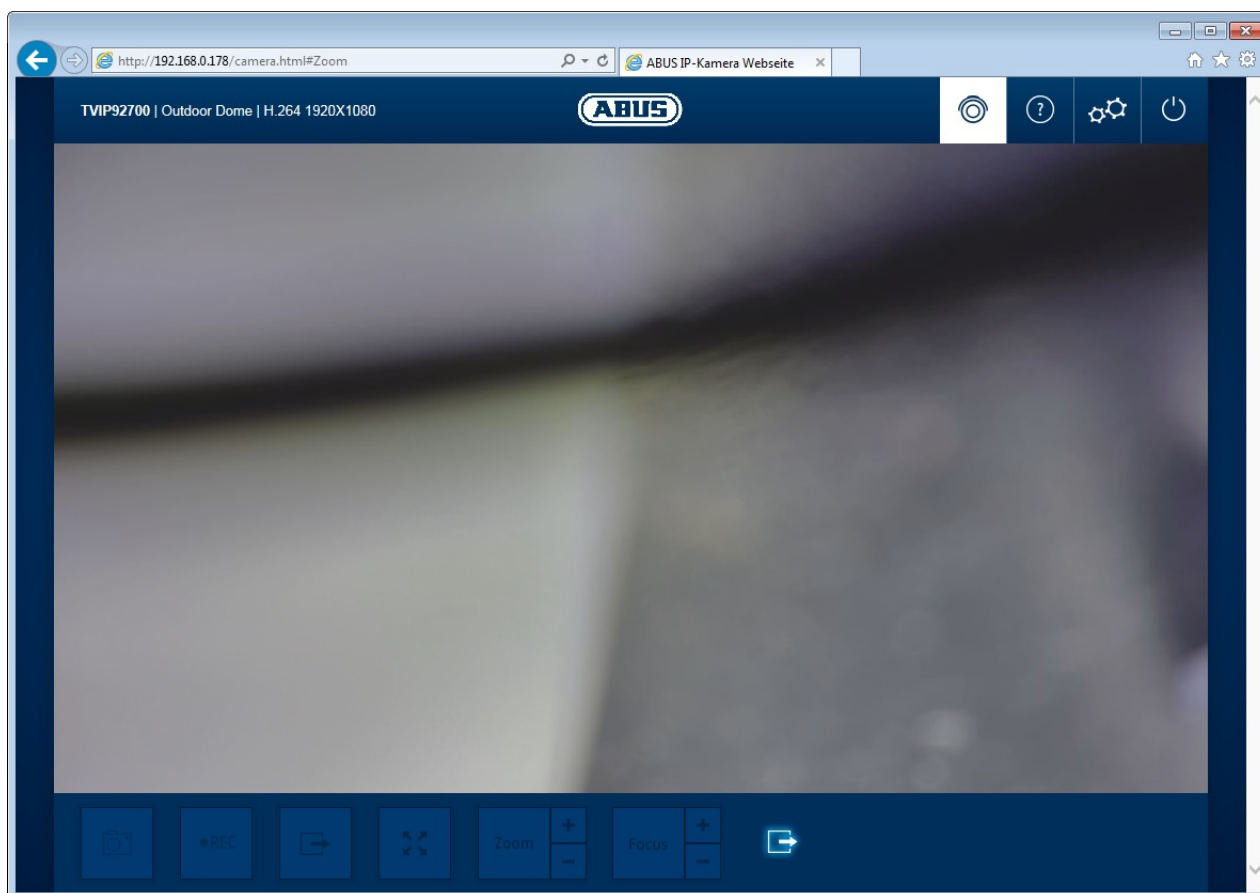 http://192.168.0.178/camera.html#Zoom
ABUS IP-Kamera Webseite
TVIP92700 | Outdoor Dome | H.264 1920X1080
ABUS
?
REC
Zoom
+
−
Focus
+
−